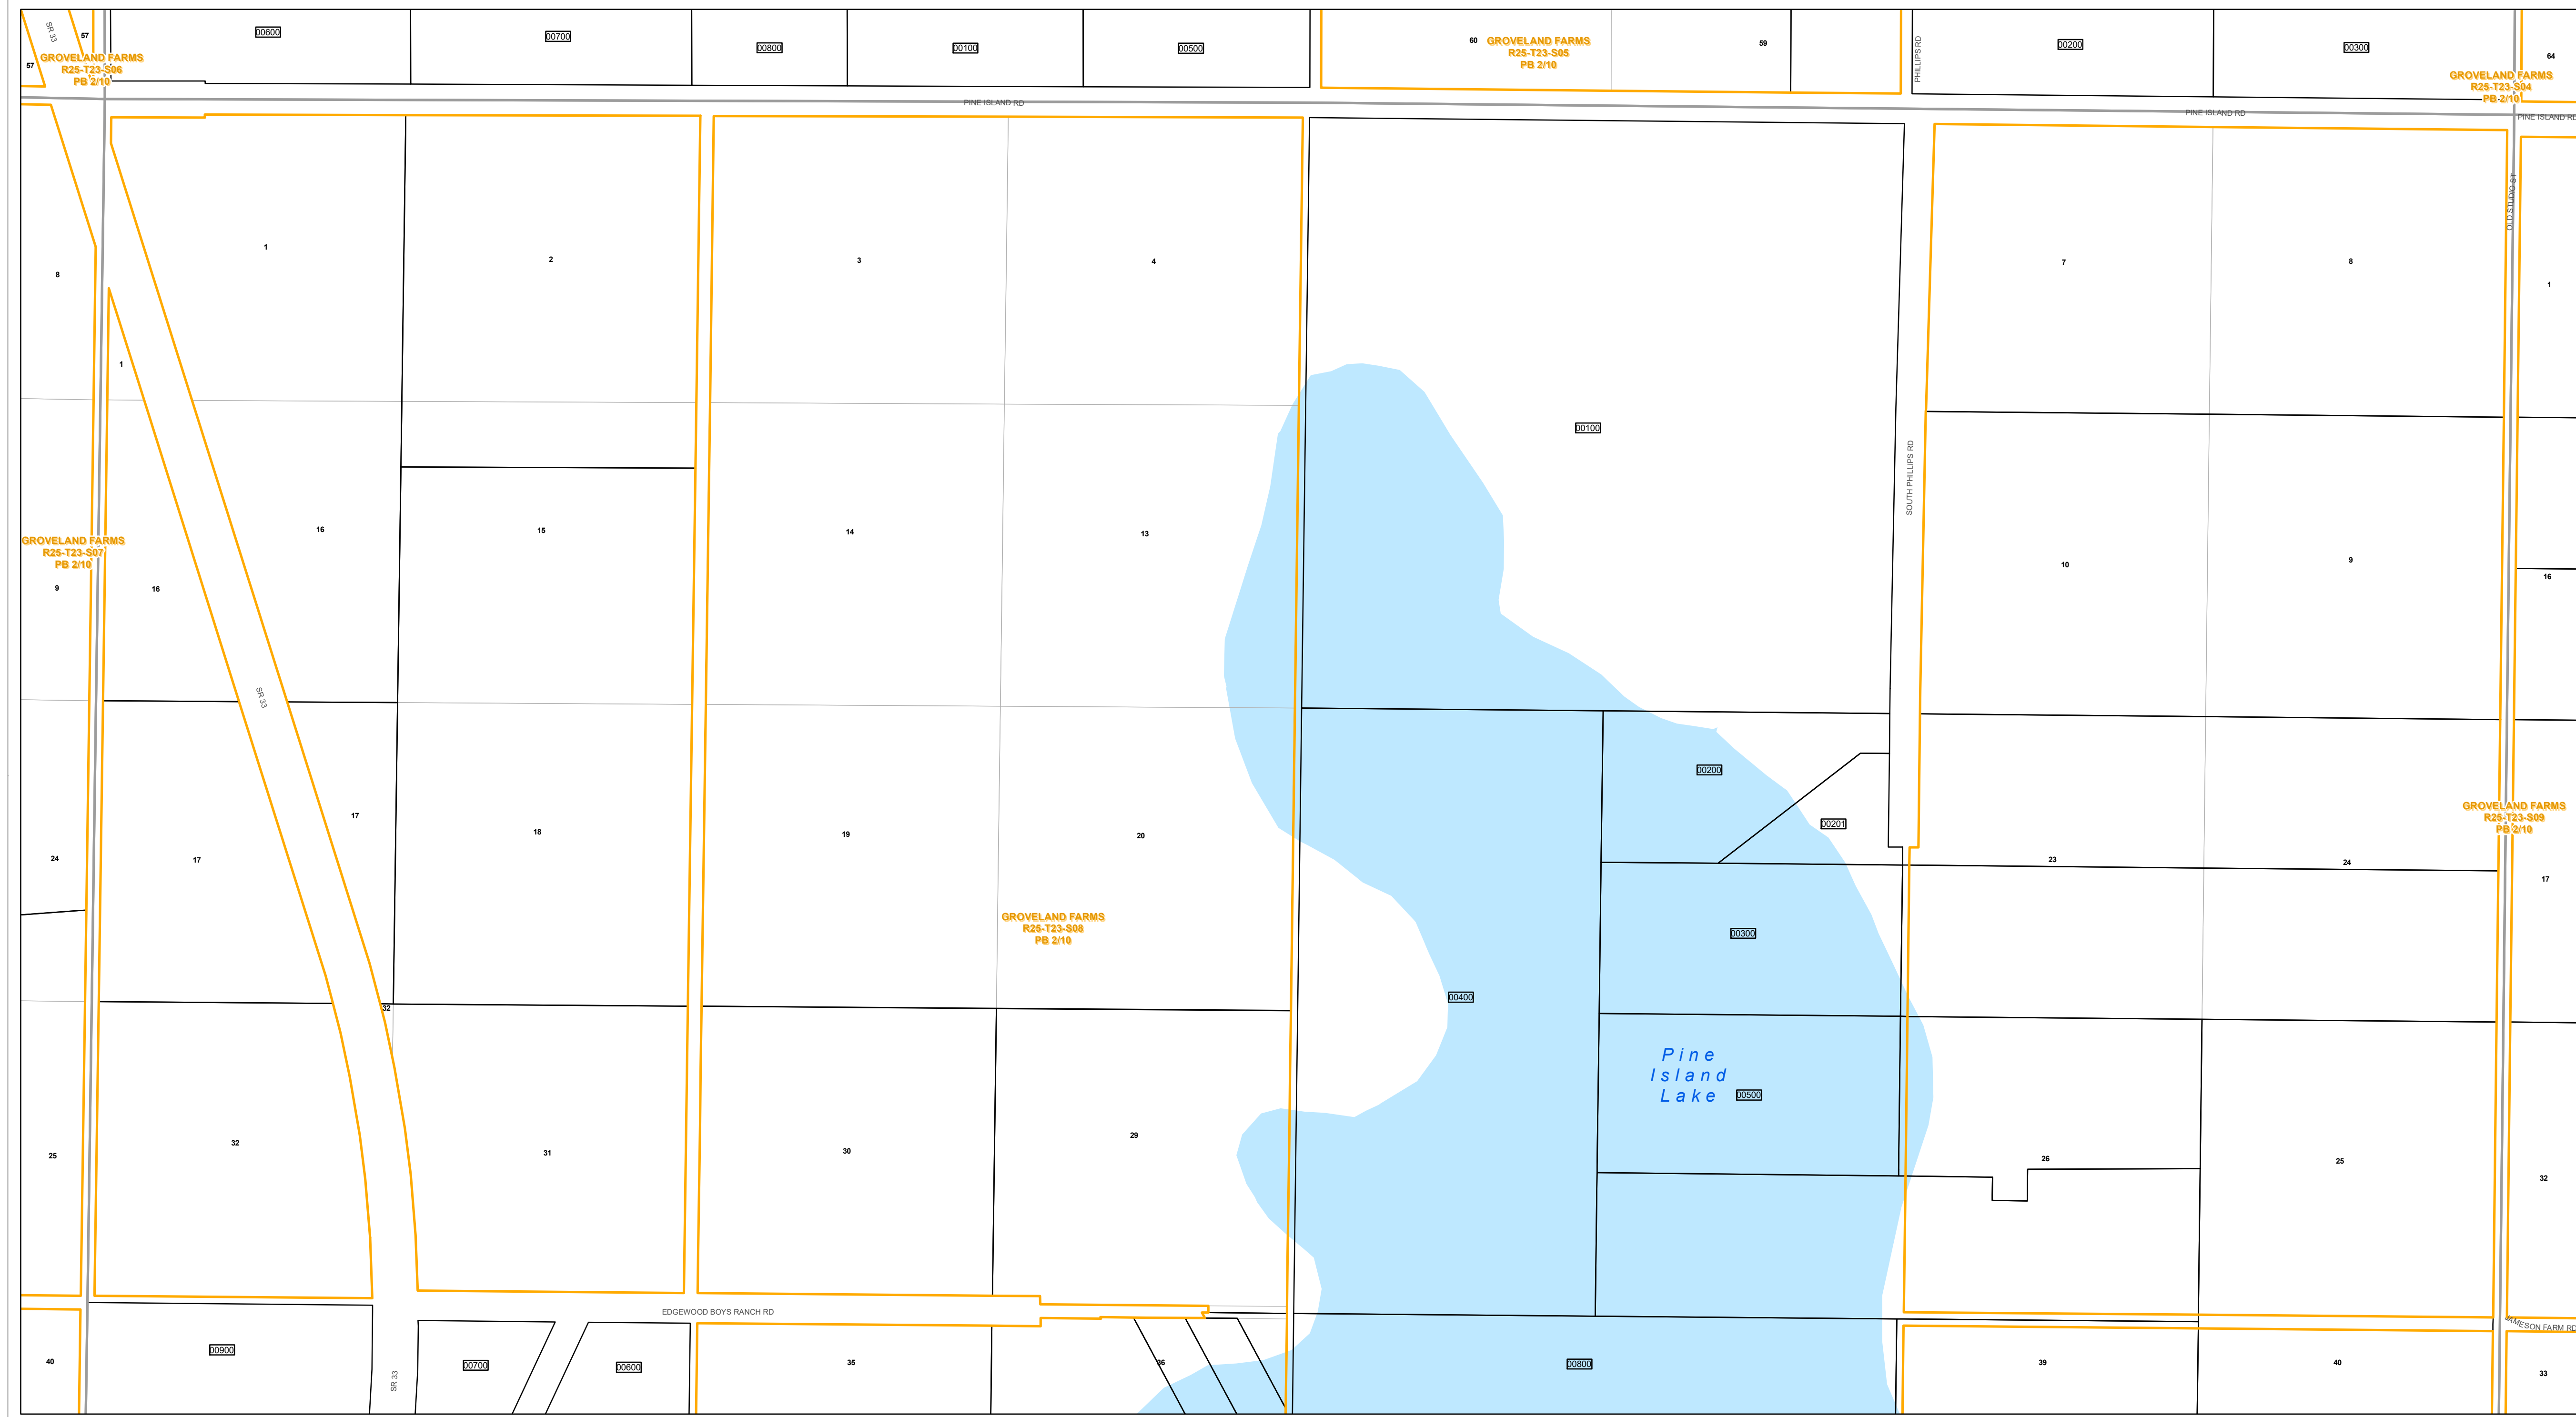 SR 33
57
57
GROVELAND FARMS
R25-T23-S06
PB 2/10
00600
00700
00800
00100
00500
60
GROVELAND FARMS
R25-T23-S05
PB 2/10
59
PHILLIPS RD
00200
00300
64
GROVELAND FARMS
R25-T23-S04
PB 2/10
PINE ISLAND RD
PINE ISLAND RD
PINE ISLAND RD
OLD STUDIO ST
1
2
3
4
7
8
8
1
1
00100
SOUTH PHILLIPS RD
16
15
14
13
10
9
16
GROVELAND FARMS
R25-T23-S07
PB 2/10
9
16
SR 33
00200
17
18
19
20
00201
GROVELAND FARMS
R25-T23-S09
PB 2/10
24
17
23
24
17
GROVELAND FARMS
R25-T23-S08
PB 2/10
00300
00400
32
Pine
Island
Lake
00500
32
31
30
29
25
26
25
32
EDGEWOOD BOYS RANCH RD
JAMESON FARM RD
40
00900
SR 33
00700
00600
35
36
00800
39
40
33